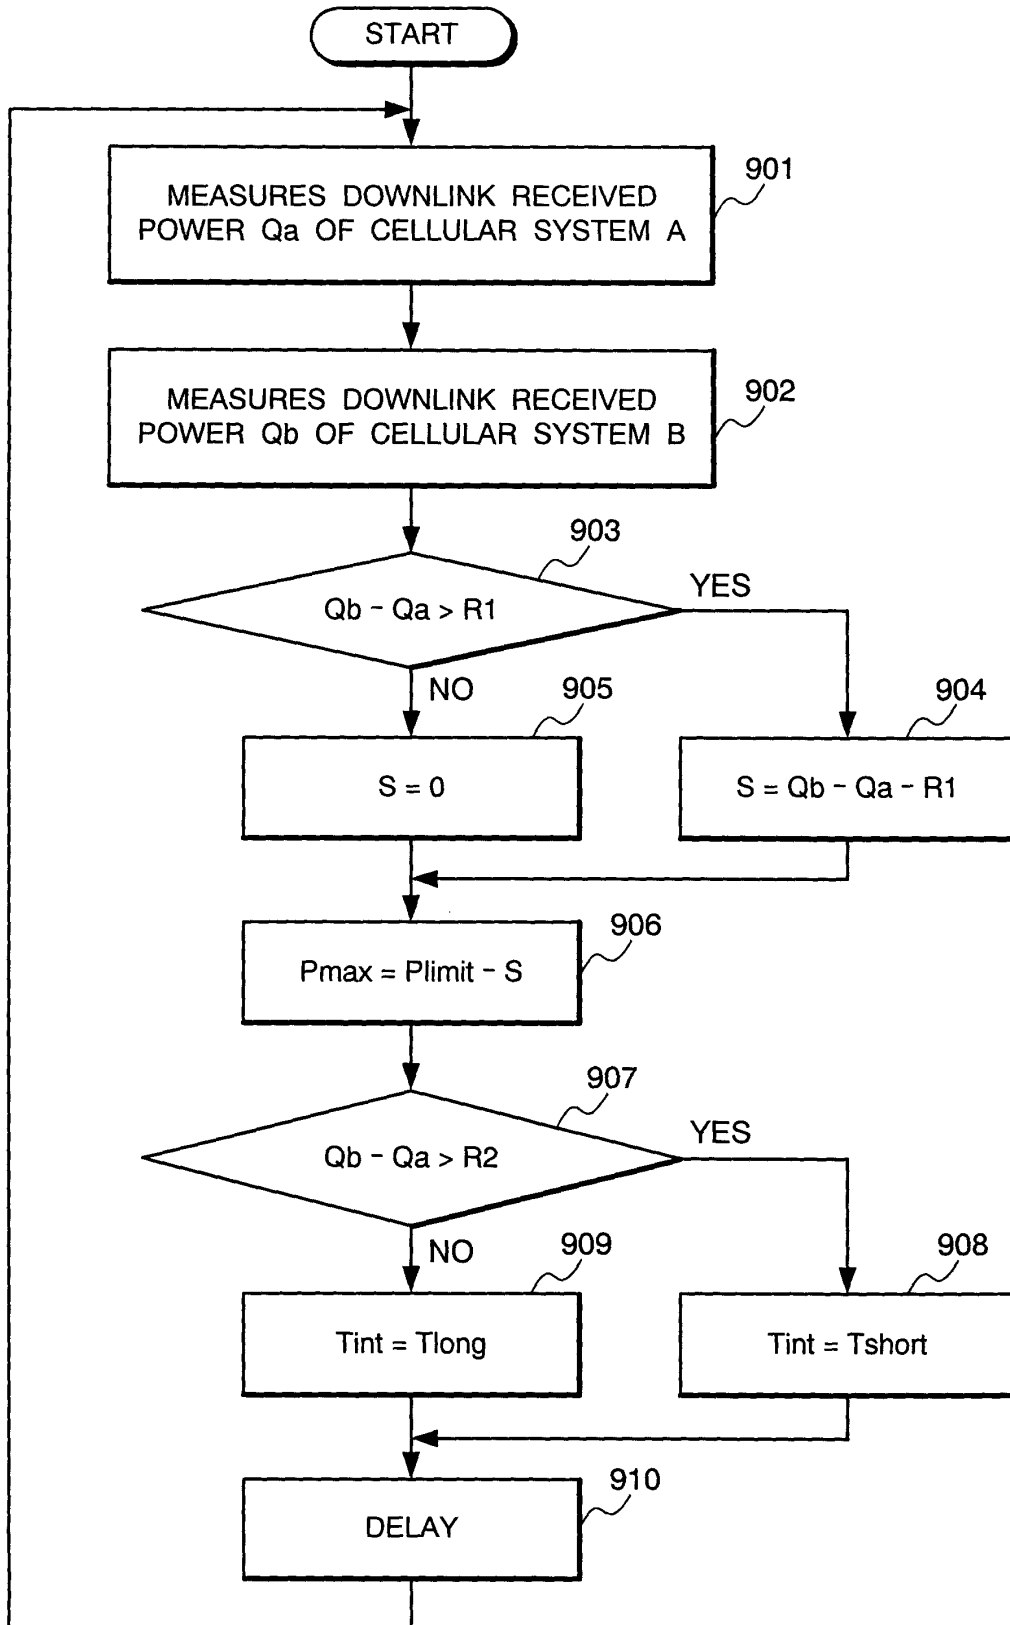 START
MEASURES DOWNLINK RECEIVED
POWER Qa OF CELLULAR SYSTEM A
901
MEASURES DOWNLINK RECEIVED
POWER Qb OF CELLULAR SYSTEM B
902
903
Qb - Qa > R1
YES
NO
905
904
S = 0
S = Qb - Qa - R1
906
Pmax = Plimit - S
907
Qb - Qa > R2
YES
NO
909
908
Tint = Tlong
Tint = Tshort
910
DELAY